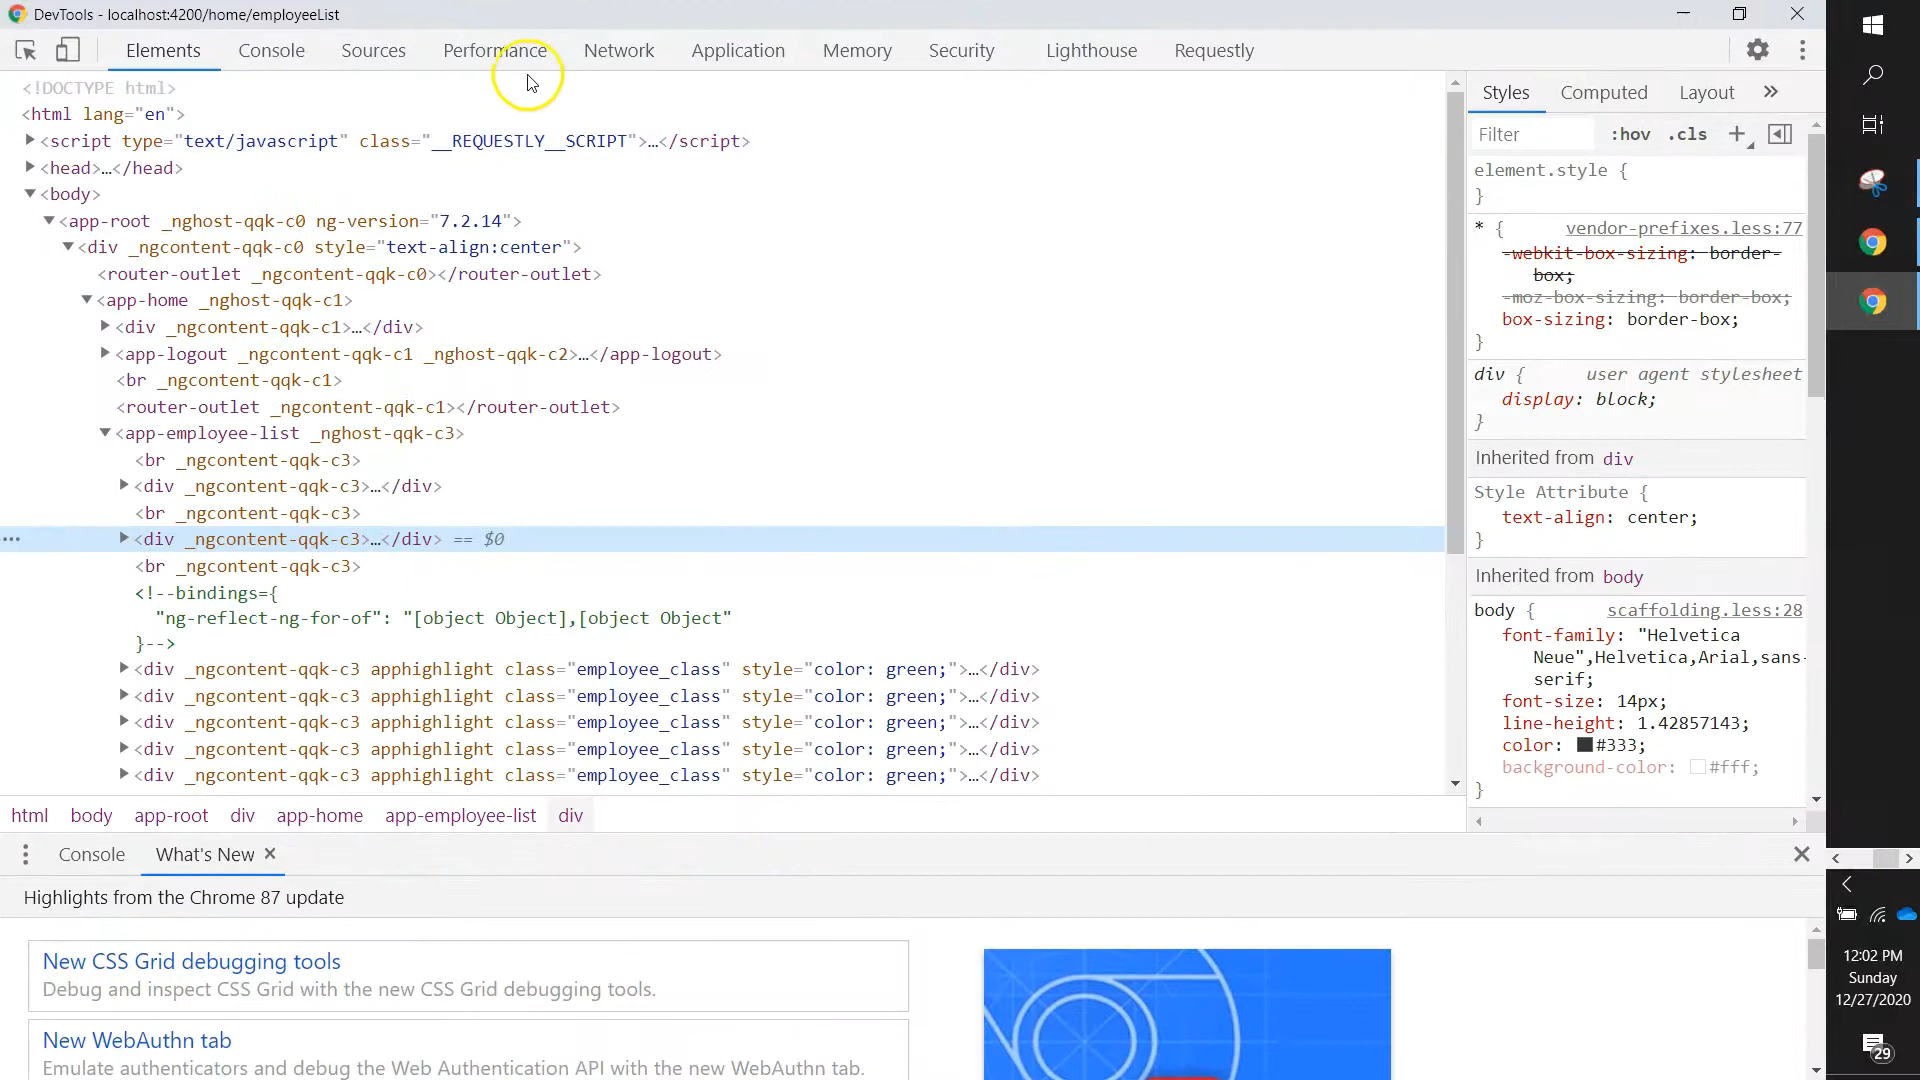 DevTools - localhost:4200/home/employeeList
Elements Console Sources Performance Network Application Memory Security Lighthouse Requestly
<!DOCTYPE html>
<html lang="en">
<script type="text/javascript" class="__REQUESTLY__SCRIPT">…</script>
<head>…</head>
<body>
<app-root _nghost-qqk-c0 ng-version="7.2.14">
<div _ngcontent-qqk-c0 style="text-align:center">
<router-outlet _ngcontent-qqk-c0></router-outlet>
<app-home _nghost-qqk-c1>
<div _ngcontent-qqk-c1>…</div>
<app-logout _ngcontent-qqk-c1 _nghost-qqk-c2>…</app-logout>
<br _ngcontent-qqk-c1>
<router-outlet _ngcontent-qqk-c1></router-outlet>
<app-employee-list _nghost-qqk-c3>
<br _ngcontent-qqk-c3>
<div _ngcontent-qqk-c3>…</div>
<br _ngcontent-qqk-c3>
<div _ngcontent-qqk-c3>…</div> == $0
<br _ngcontent-qqk-c3>
<!--bindings={
"ng-reflect-ng-for-of": "[object Object],[object Object"
}-->
<div _ngcontent-qqk-c3 apphighlight class="employee_class" style="color: green;">…</div>
<div _ngcontent-qqk-c3 apphighlight class="employee_class" style="color: green;">…</div>
<div _ngcontent-qqk-c3 apphighlight class="employee_class" style="color: green;">…</div>
<div _ngcontent-qqk-c3 apphighlight class="employee_class" style="color: green;">…</div>
<div _ngcontent-qqk-c3 apphighlight class="employee_class" style="color: green;">…</div>
html body app-root div app-home app-employee-list div
Styles Computed Layout »
Filter :hov .cls +
element.style {
}
* { vendor-prefixes.less:77
-webkit-box-sizing: border-
box;
-moz-box-sizing: border-box;
box-sizing: border-box;
}
div { user agent stylesheet
display: block;
}
Inherited from div
Style Attribute {
text-align: center;
}
Inherited from body
body { scaffolding.less:28
font-family: "Helvetica
Neue",Helvetica,Arial,sans-
serif;
font-size: 14px;
line-height: 1.42857143;
color: #333;
background-color: #fff;
}
Console What's New ×
Highlights from the Chrome 87 update
New CSS Grid debugging tools
Debug and inspect CSS Grid with the new CSS Grid debugging tools.
New WebAuthn tab
Emulate authenticators and debug the Web Authentication API with the new WebAuthn tab.
12:02 PM
Sunday
12/27/2020
29